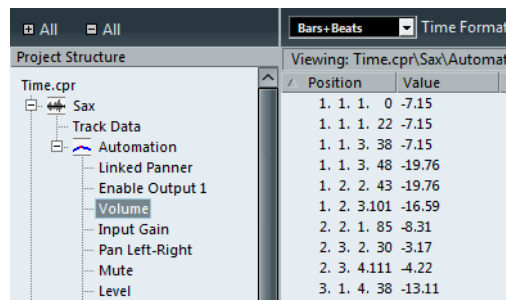 All All Bars+Beats Time Format
Project Structure Viewing: Time.cpr\Sax\Automat
Position Value
Time.cpr
Sax
Track Data
Automation
Linked Panner
Enable Output 1
Volume
Input Gain
Pan Left-Right
Mute
Level
1. 1. 1. 0 -7.15
1. 1. 1. 22 -7.15
1. 1. 3. 38 -7.15
1. 1. 3. 48 -19.76
1. 2. 2. 43 -19.76
1. 2. 3.101 -16.59
2. 2. 1. 85 -8.31
2. 3. 2. 30 -3.17
2. 3. 4.111 -4.22
3. 1. 4. 38 -13.11